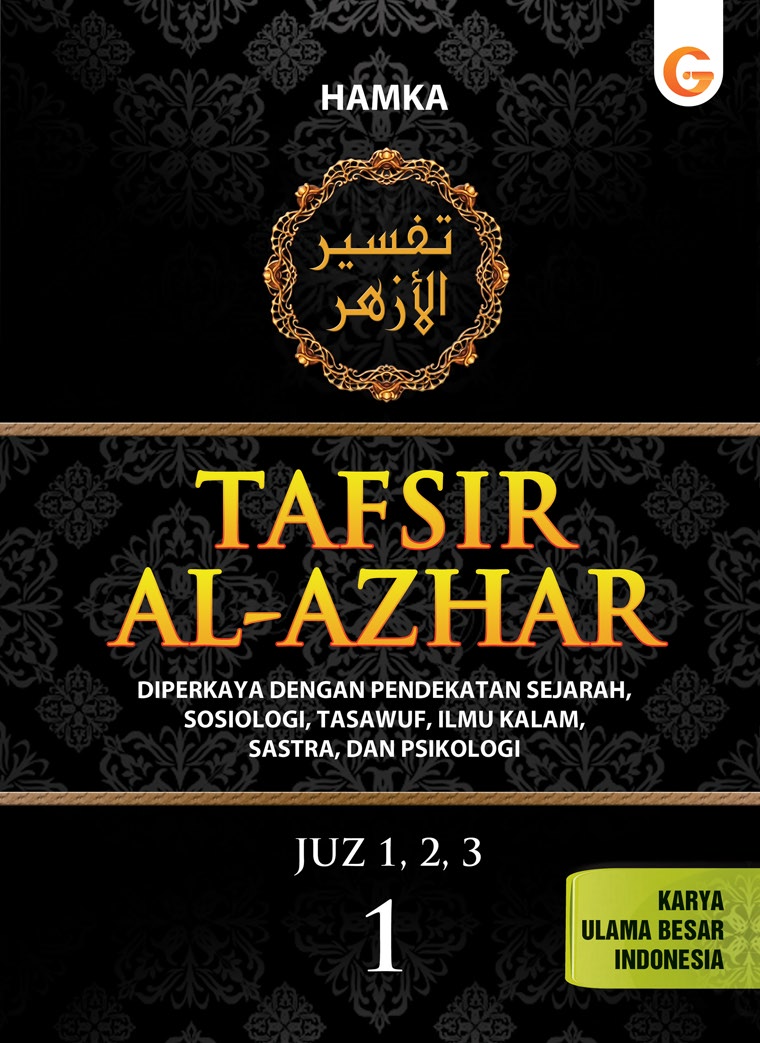 HAMKA
تفسير
الأزهر
TAFSIR
AL-AZHAR
DIPERKAYA DENGAN PENDEKATAN SEJARAH,
SOSIOLOGI, TASAWUF, ILMU KALAM,
SASTRA, DAN PSIKOLOGI
JUZ 1, 2, 3
1
KARYA
ULAMA BESAR
INDONESIA